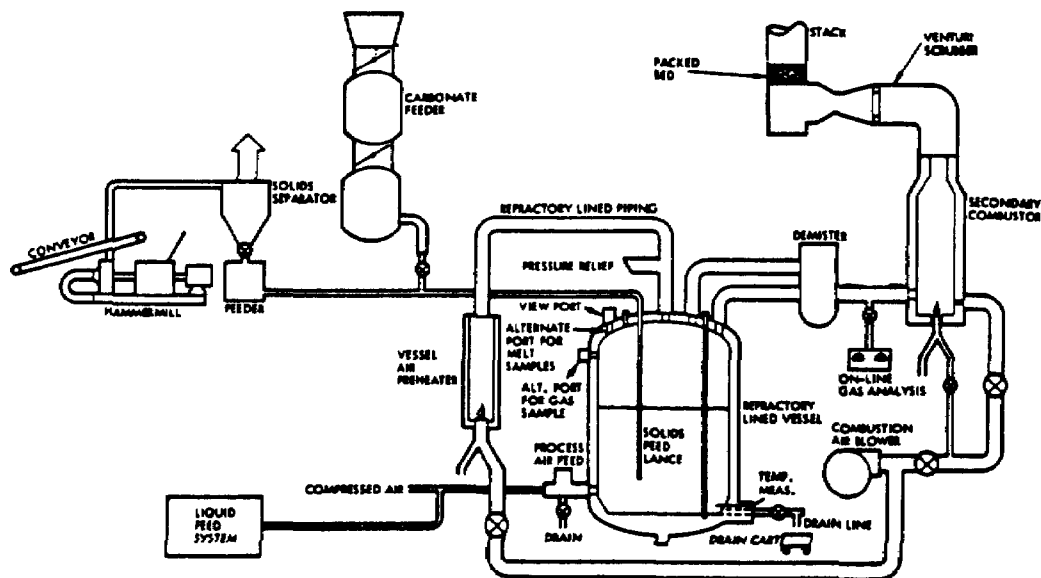 STACK
VENTURI
SCRUBBER
PACKED
BED
CARBONATE
FEEDER
SOLIDS
SEPARATOR
SECONDARY
COMBUSTOR
REFRACTORY LINED PIPING
CONVEYOR
DEMISTER
PRESSURE RELIEF
HAMMERMILL
FEEDER
VIEW PORT
ALTERNATE
PORT FOR
MELT
SAMPLES
VESSEL
AIR
PREHEATER
ON-LINE
GAS ANALYSIS
ALT. PORT
FOR GAS
SAMPLE
REFRACTORY
LINED VESSEL
COMBUSTION
AIR BLOWER
SOLIDS
FEED
LANCE
PROCESS
AIR FEED
TEMP.
MEAS.
COMPRESSED AIR
LIQUID
FEED
SYSTEM
DRAIN
DRAIN LINE
DRAIN CART